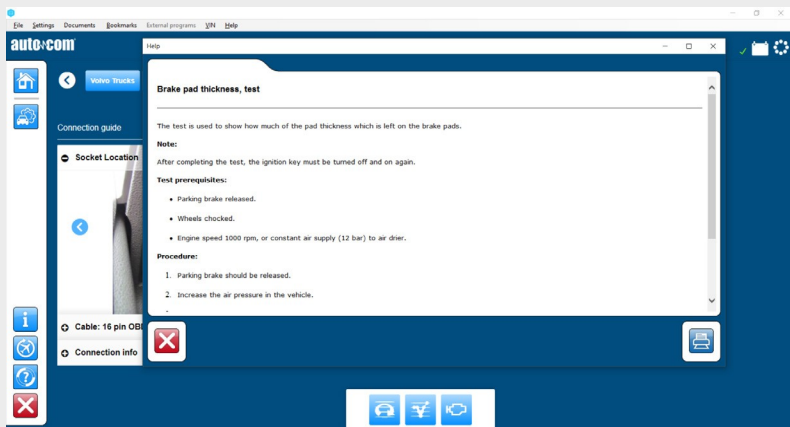 File Settings Documents Bookmarks External programs VIN Help
autocom
Help
Volvo Trucks
Brake pad thickness, test
The test is used to show how much of the pad thickness which is left on the brake pads.
Connection guide
Note:
Socket Location
After completing the test, the ignition key must be turned off and on again.
Test prerequisites:
• Parking brake released.
• Wheels chocked.
• Engine speed 1000 rpm, or constant air supply (12 bar) to air drier.
Procedure:
1. Parking brake should be released.
2. Increase the air pressure in the vehicle.
Cable: 16 pin OBI
Connection info